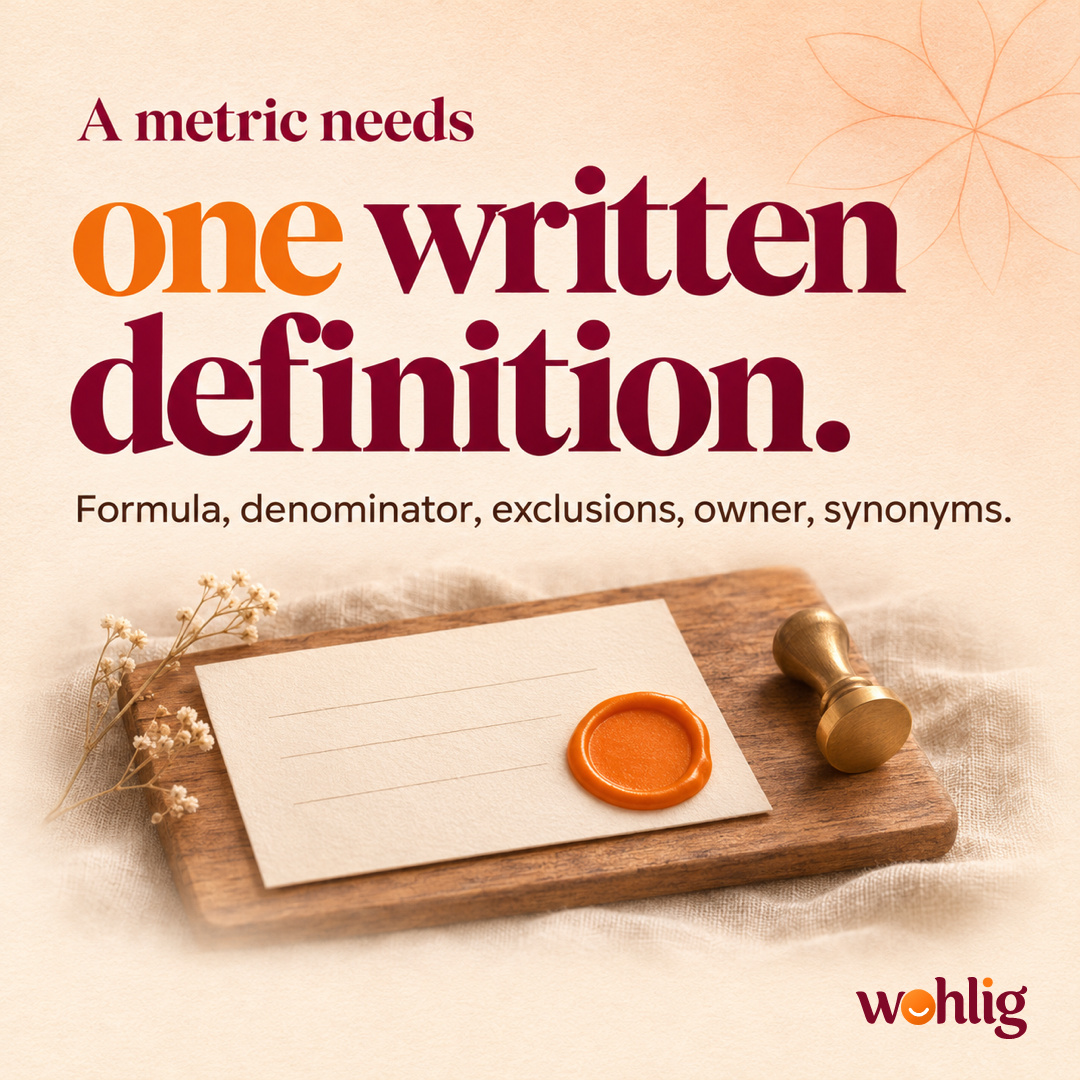 A metric needs
one written
definition.
Formula, denominator, exclusions, owner, synonyms.
wohlig